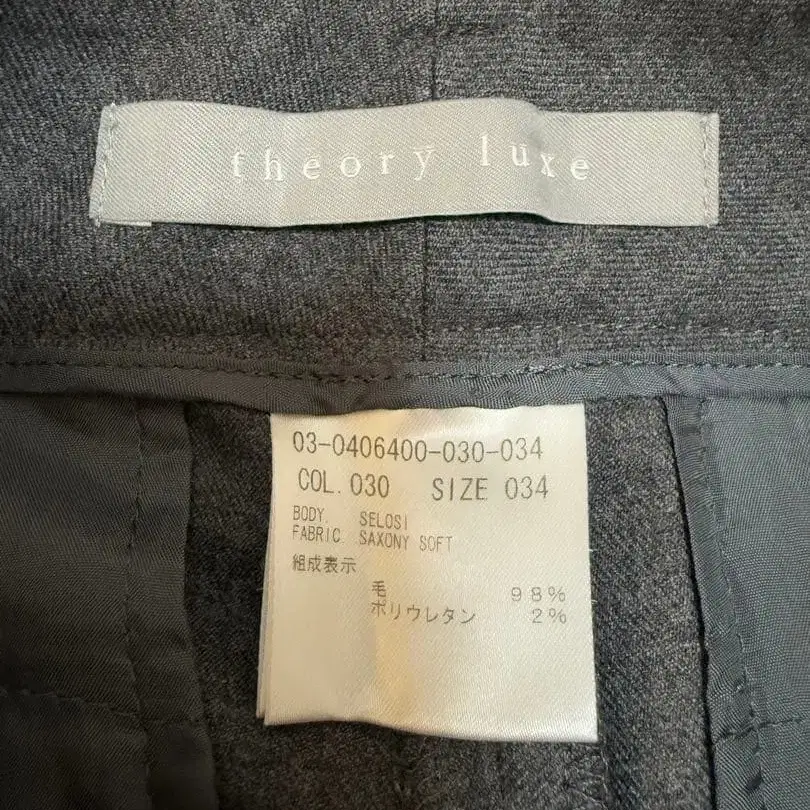 theory luxe
03-0406400-030-034
COL. 030 SIZE 034
BODY. SELOSI
FABRIC SAXONY SOFT
組成表示
毛 98%
ポリウレタン 2%